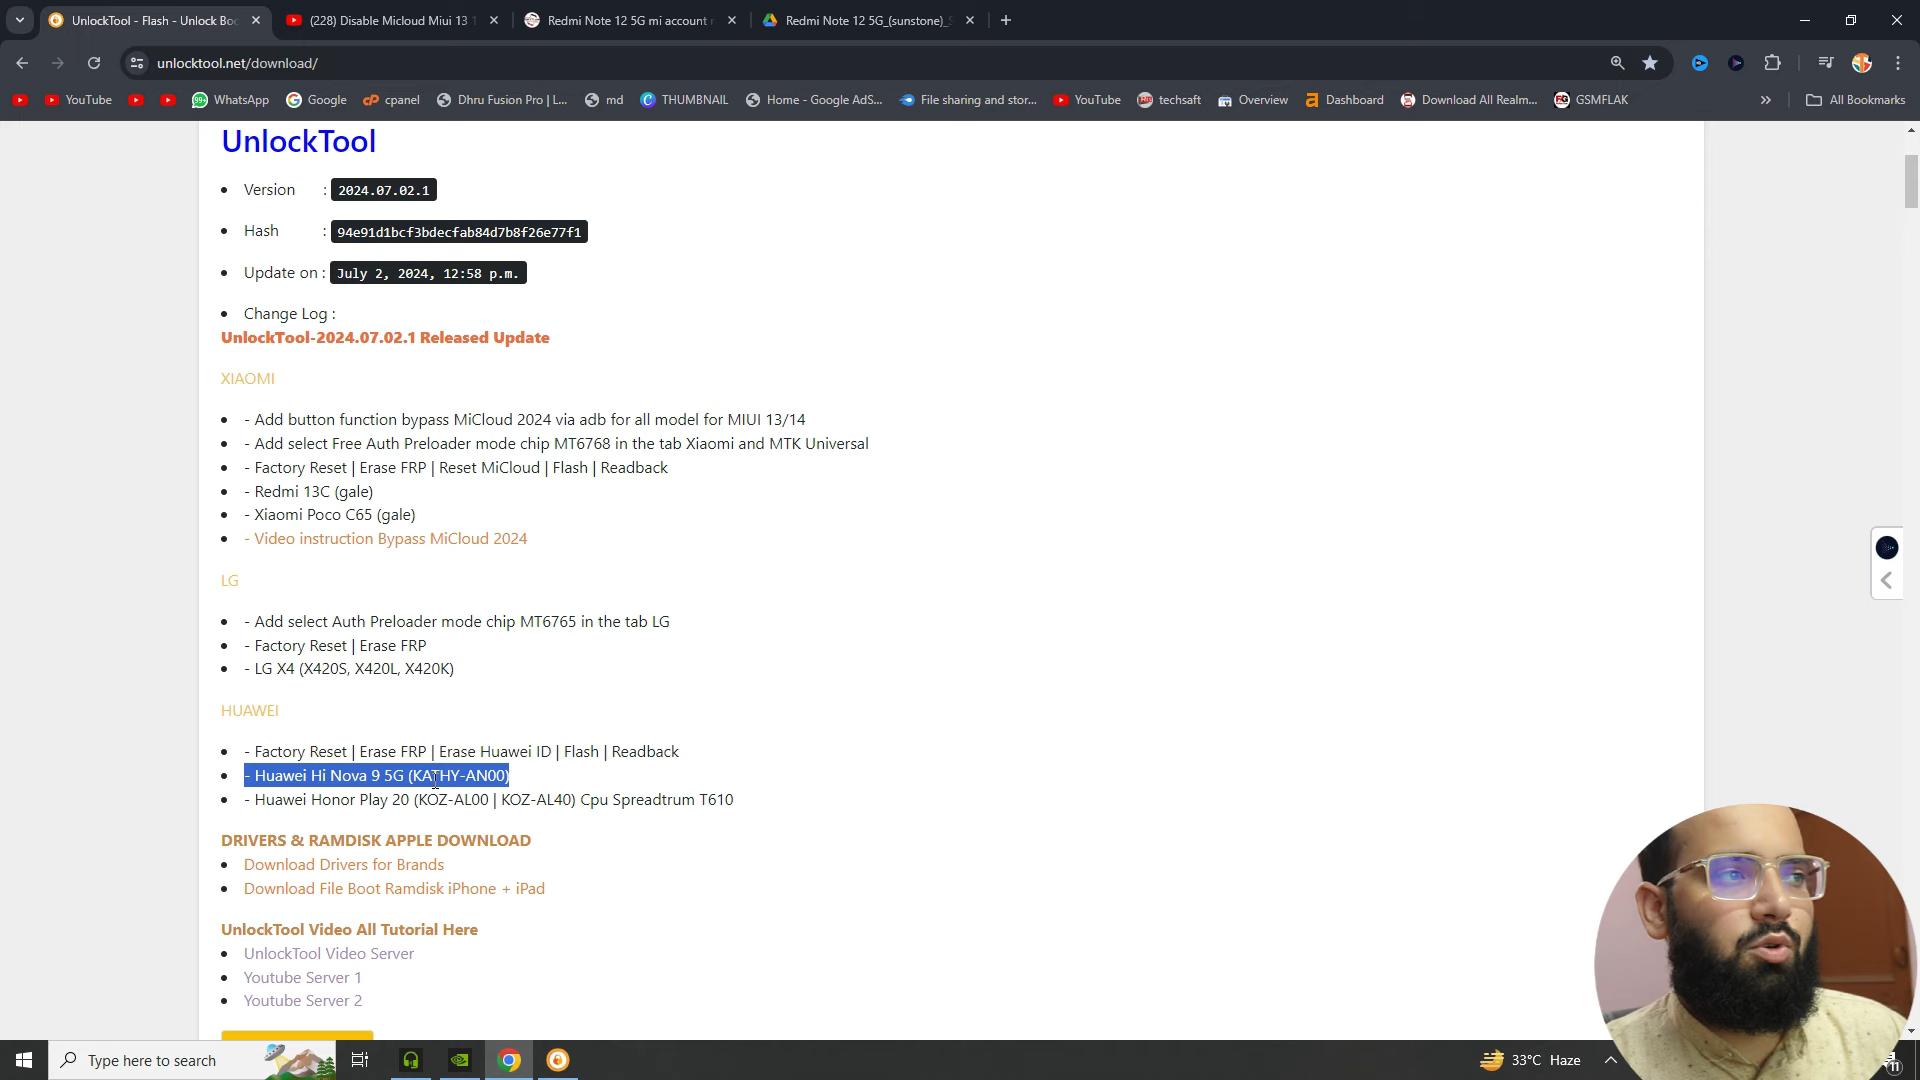 UnlockTool - Flash - Unlock Boo
(228) Disable Micloud Miui 13 1
Redmi Note 12 5G mi account r
Redmi Note 12 5G_(sunstone)_S
unlocktool.net/download/
YouTube
WhatsApp
Google
cpanel
Dhru Fusion Pro | L...
md
THUMBNAIL
Home - Google AdS...
File sharing and stor...
YouTube
techsaft
Overview
Dashboard
Download All Realm...
GSMFLAK
All Bookmarks
UnlockTool
Version : 2024.07.02.1
Hash : 94e91d1bcf3bdecfab84d7b8f26e77f1
Update on : July 2, 2024, 12:58 p.m.
Change Log :
UnlockTool-2024.07.02.1 Released Update
XIAOMI
- Add button function bypass MiCloud 2024 via adb for all model for MIUI 13/14
- Add select Free Auth Preloader mode chip MT6768 in the tab Xiaomi and MTK Universal
- Factory Reset | Erase FRP | Reset MiCloud | Flash | Readback
- Redmi 13C (gale)
- Xiaomi Poco C65 (gale)
- Video instruction Bypass MiCloud 2024
LG
- Add select Auth Preloader mode chip MT6765 in the tab LG
- Factory Reset | Erase FRP
- LG X4 (X420S, X420L, X420K)
HUAWEI
- Factory Reset | Erase FRP | Erase Huawei ID | Flash | Readback
- Huawei Hi Nova 9 5G (KATHY-AN00)
- Huawei Honor Play 20 (KOZ-AL00 | KOZ-AL40) Cpu Spreadtrum T610
DRIVERS & RAMDISK APPLE DOWNLOAD
Download Drivers for Brands
Download File Boot Ramdisk iPhone + iPad
UnlockTool Video All Tutorial Here
UnlockTool Video Server
Youtube Server 1
Youtube Server 2
Type here to search
33°C Haze
11